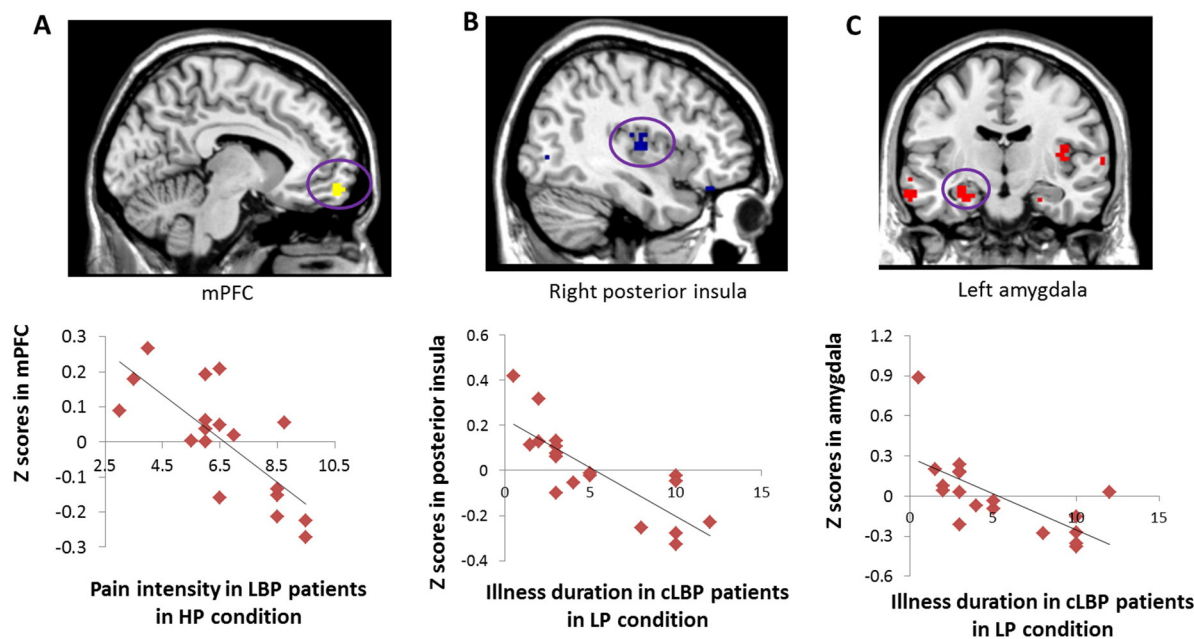 A
B
C
mPFC
Right posterior insula
Left amygdala
Z scores in mPFC
0.3
0.2
0.1
0
-0.1
-0.2
-0.3
2.5 4.5 6.5 8.5 10.5
Pain intensity in LBP patients
in HP condition
Z scores in posterior insula
0.6
0.4
0.2
0
-0.2
-0.4
0 5 10 15
Illness duration in cLBP patients
in LP condition
Z scores in amygdala
1.2
0.9
0.6
0.3
0
-0.3
-0.6
0 5 10 15
Illness duration in cLBP patients
in LP condition